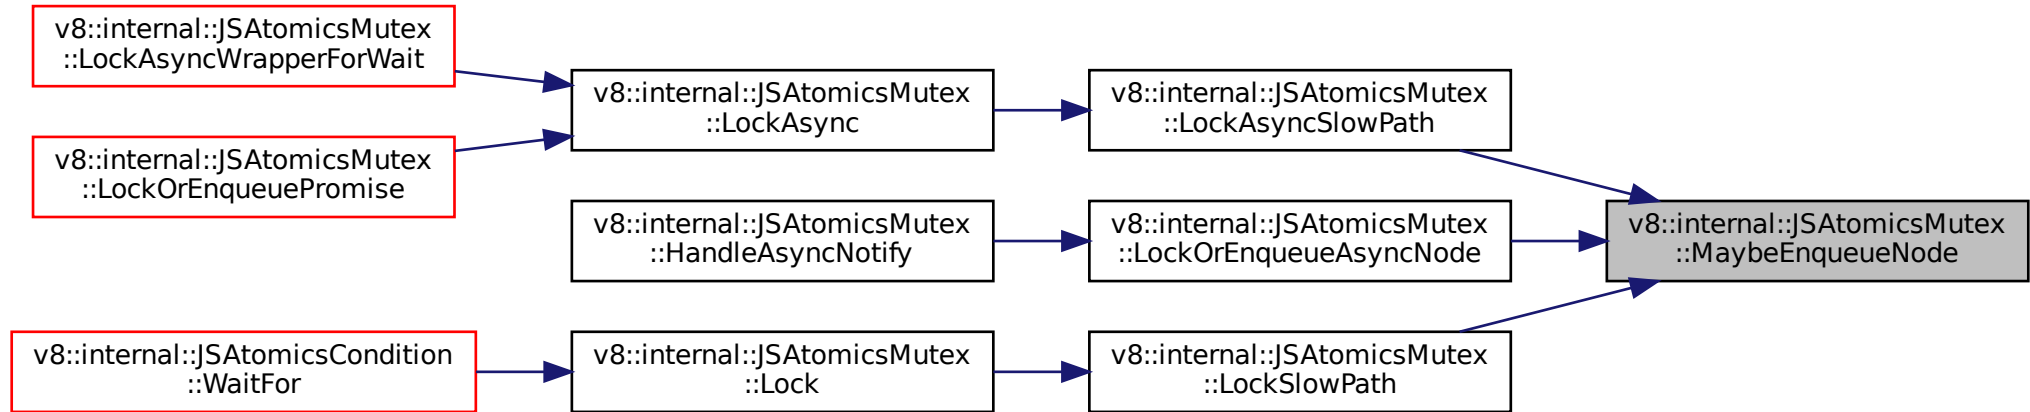 v8::internal::JSAtomicsMutex
::LockAsyncWrapperForWait
v8::internal::JSAtomicsMutex
::LockAsync
v8::internal::JSAtomicsMutex
::LockAsyncSlowPath
v8::internal::JSAtomicsMutex
::LockOrEnqueuePromise
v8::internal::JSAtomicsMutex
::HandleAsyncNotify
v8::internal::JSAtomicsMutex
::LockOrEnqueueAsyncNode
v8::internal::JSAtomicsMutex
::MaybeEnqueueNode
v8::internal::JSAtomicsCondition
::WaitFor
v8::internal::JSAtomicsMutex
::Lock
v8::internal::JSAtomicsMutex
::LockSlowPath